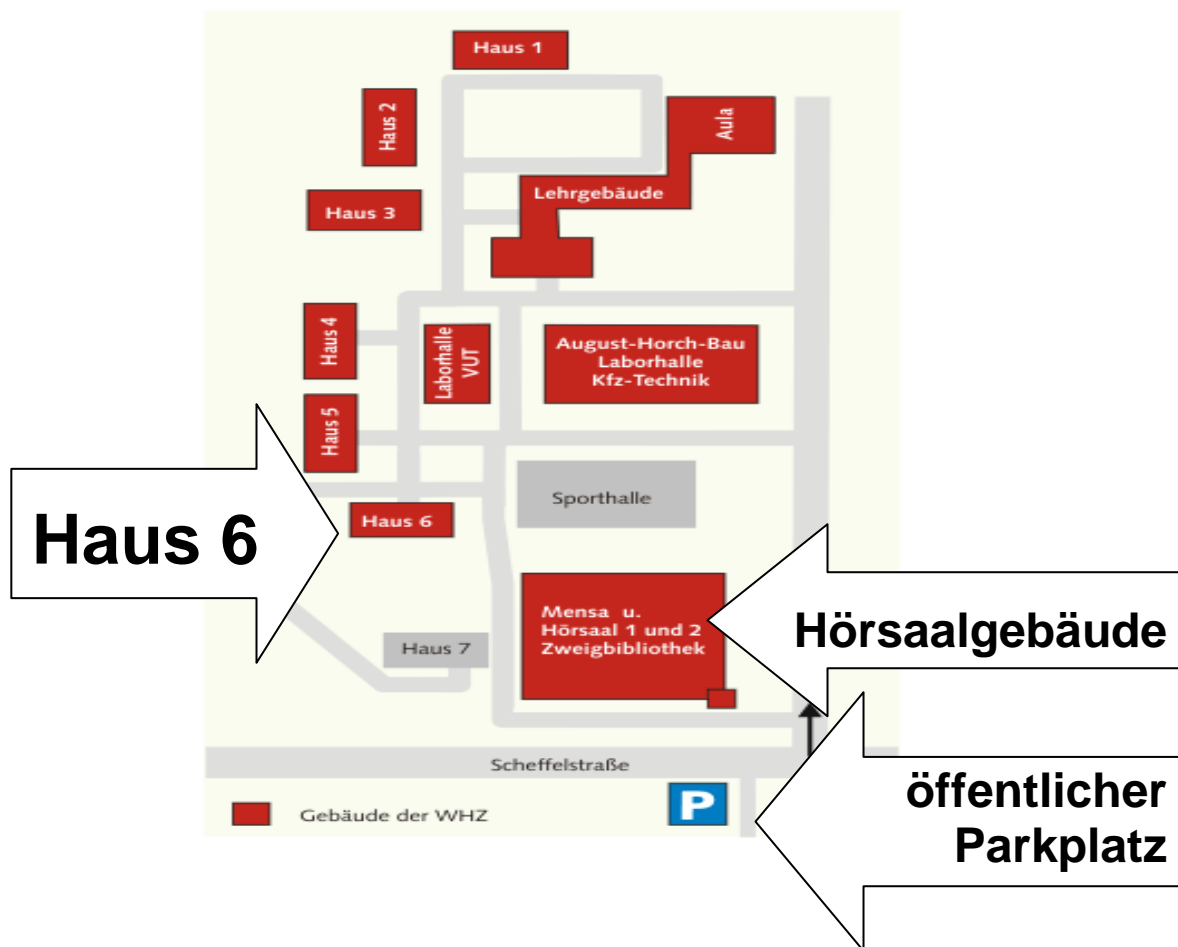 Haus 1
Haus 2
Aula
Lehrgebäude
Haus 3
Haus 4
Laborhalle
VUT
August-Horch-Bau
Laborhalle
Kfz-Technik
Haus 5
Sporthalle
Haus 6
Haus 6
Mensa u.
Hörsaal 1 und 2
Zweigbibliothek
Hörsaalgebäude
Haus 7
Scheffelstraße
öffentlicher
Parkplatz
P
Gebäude der WHZ